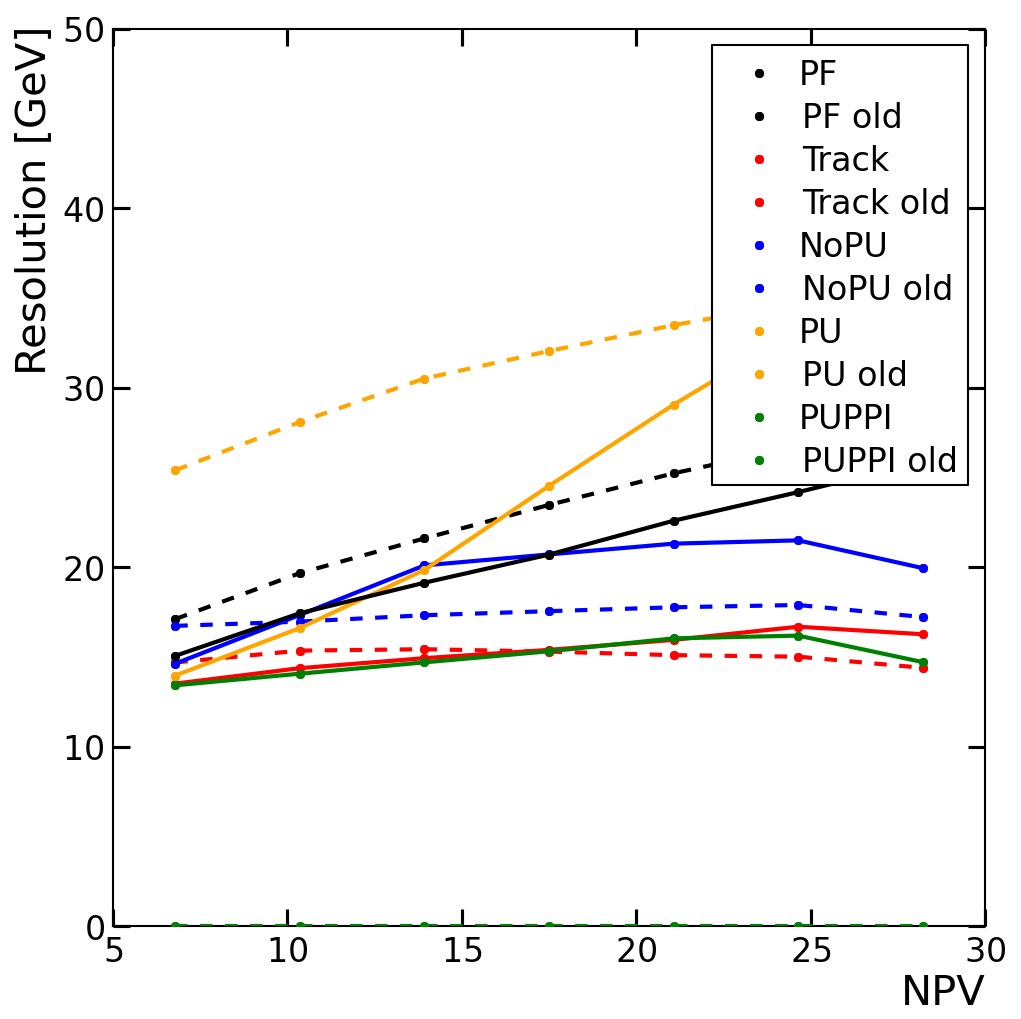 50
40
30
20
10
0
Resolution [GeV]
PF
PF old
Track
Track old
NoPU
NoPU old
PU
PU old
PUPPI
PUPPI old
5 10 15 20 25 30
NPV